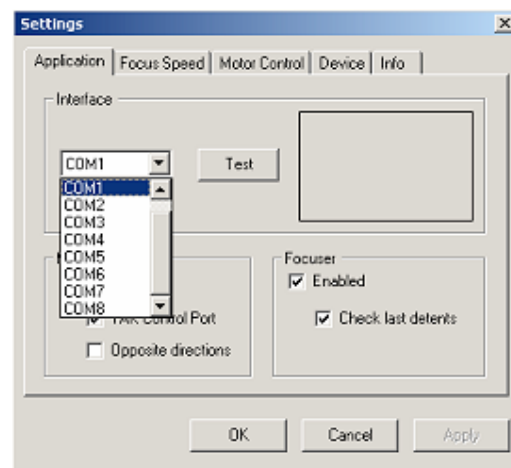 Settings
Application Focus Speed Motor Control Device Info
Interface
COM1 Test
COM1
COM2
COM3
COM4
COM5
COM6
COM7
COM8
Focuser
Enabled
Control Port Check last detents
Opposite directions
OK Cancel Apply